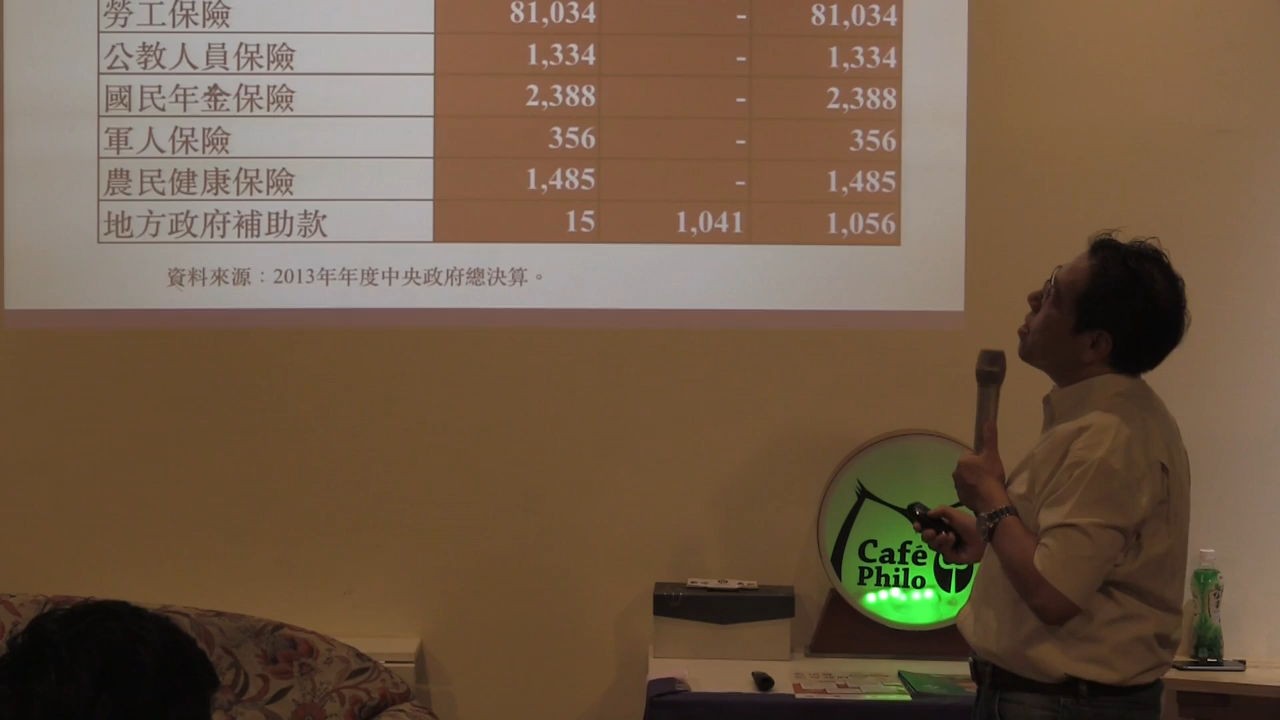 勞工保險 81,034 - 81,034
公教人員保險 1,334 - 1,334
國民年金保險 2,388 - 2,388
軍人保險 356 - 356
農民健康保險 1,485 - 1,485
地方政府補助款 15 1,041 1,056
資料來源：2013年年度中央政府總決算。
Café
Philo